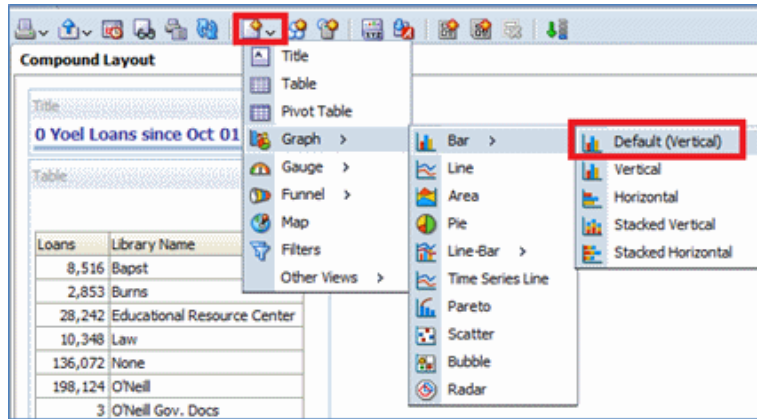 Compound Layout
Title
0 Yoel Loans since Oct 01
Table
Loans Library Name
8,516 Bapst
2,853 Burns
28,242 Educational Resource Center
10,348 Law
136,072 None
198,124 O'Neill
3 O'Neill Gov. Docs
Title
Table
Pivot Table
Graph >
Gauge >
Funnel >
Map
Filters
Other Views >
Bar >
Line
Area
Pie
Line-Bar >
Time Series Line
Pareto
Scatter
Bubble
Radar
Default (Vertical)
Vertical
Horizontal
Stacked Vertical
Stacked Horizontal